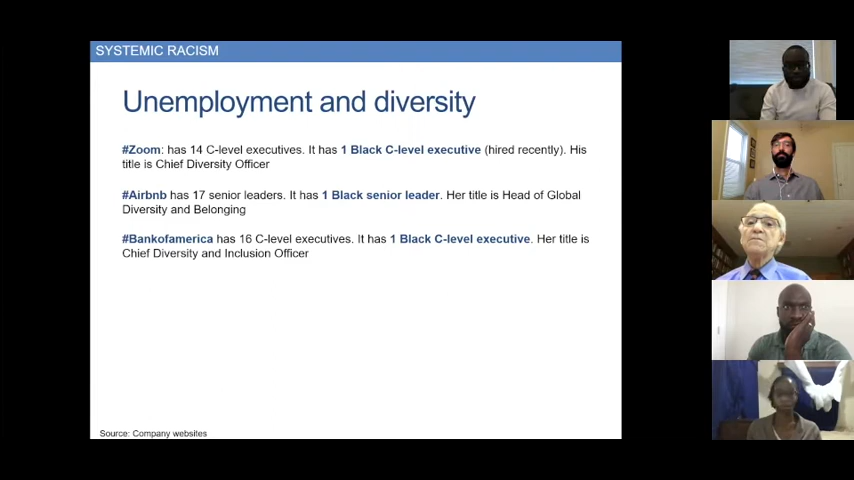 SYSTEMIC RACISM
Unemployment and diversity
#Zoom: has 14 C-level executives. It has 1 Black C-level executive (hired recently). His
title is Chief Diversity Officer
#Airbnb has 17 senior leaders. It has 1 Black senior leader. Her title is Head of Global
Diversity and Belonging
#Bankofamerica has 16 C-level executives. It has 1 Black C-level executive. Her title is
Chief Diversity and Inclusion Officer
Source: Company websites